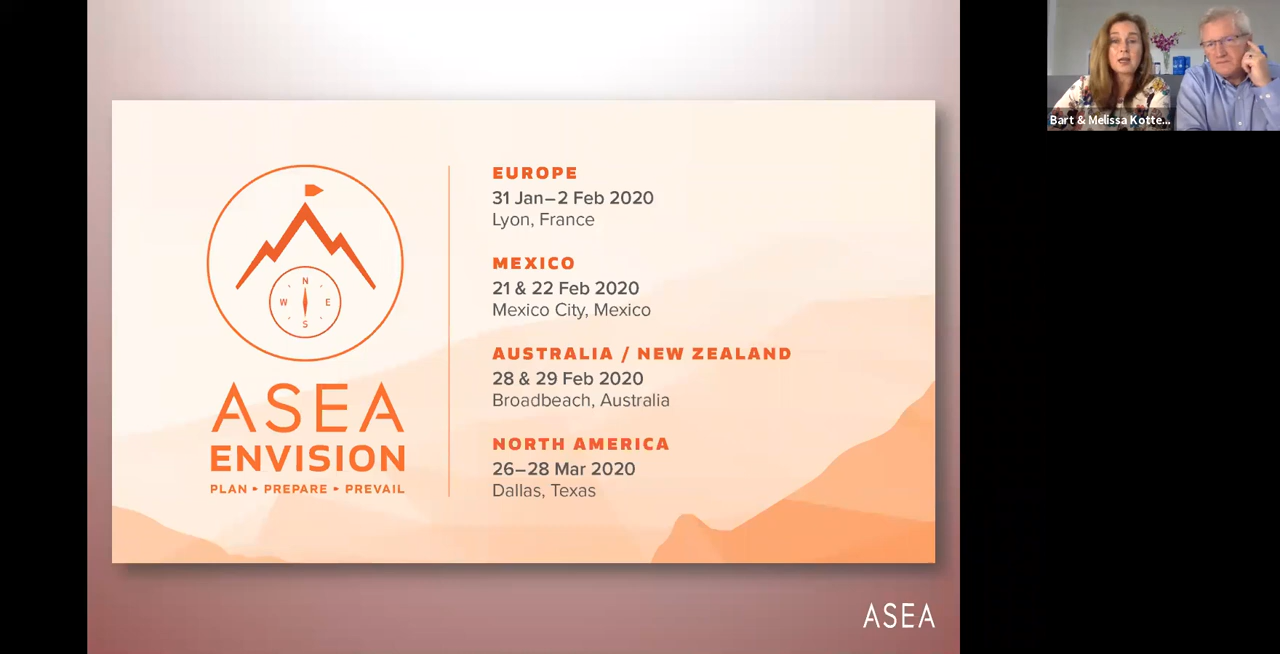 Bart & Melissa Kotte...
N
W E
S
ASEA
ENVISION
PLAN • PREPARE • PREVAIL
EUROPE
31 Jan–2 Feb 2020
Lyon, France
MEXICO
21 & 22 Feb 2020
Mexico City, Mexico
AUSTRALIA / NEW ZEALAND
28 & 29 Feb 2020
Broadbeach, Australia
NORTH AMERICA
26–28 Mar 2020
Dallas, Texas
ASEA